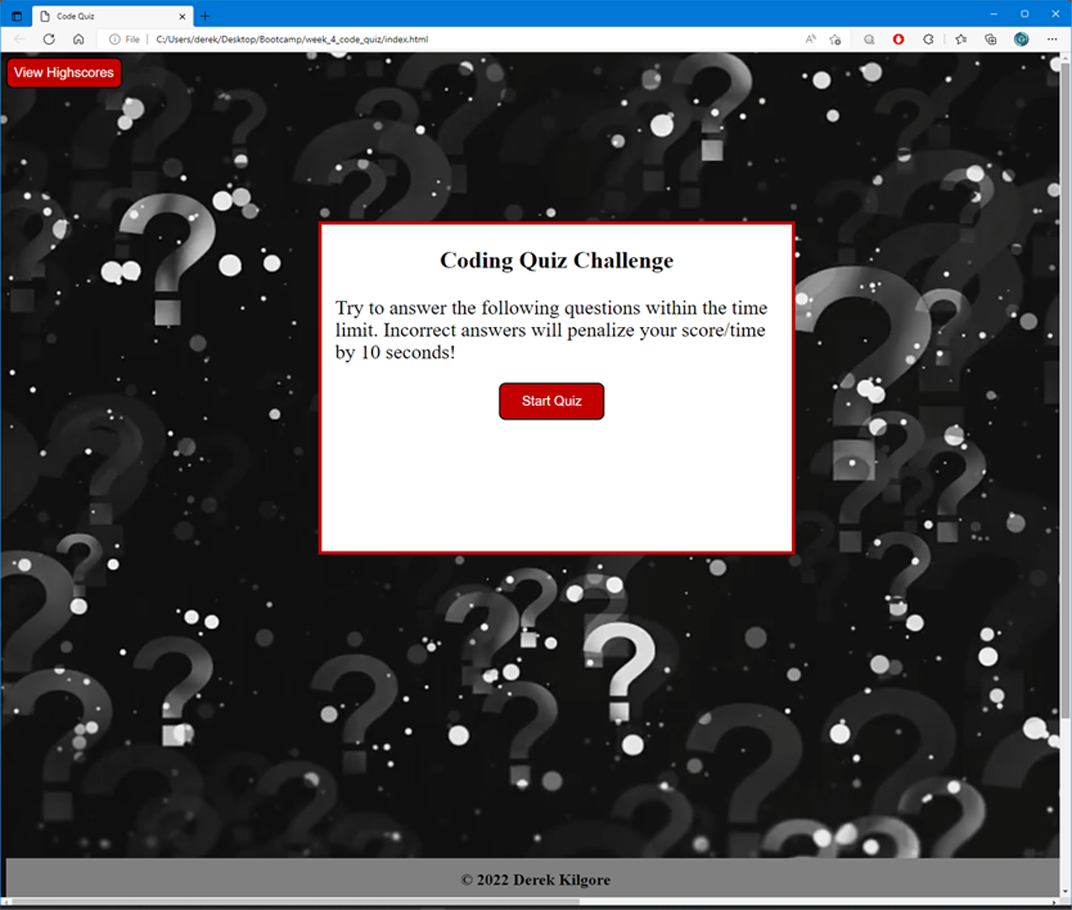 Code Quiz
File | C:/Users/derek/Desktop/Bootcamp/week_4_code_quiz/index.html
View Highscores
Coding Quiz Challenge
Try to answer the following questions within the time
limit. Incorrect answers will penalize your score/time
by 10 seconds!
Start Quiz
© 2022 Derek Kilgore